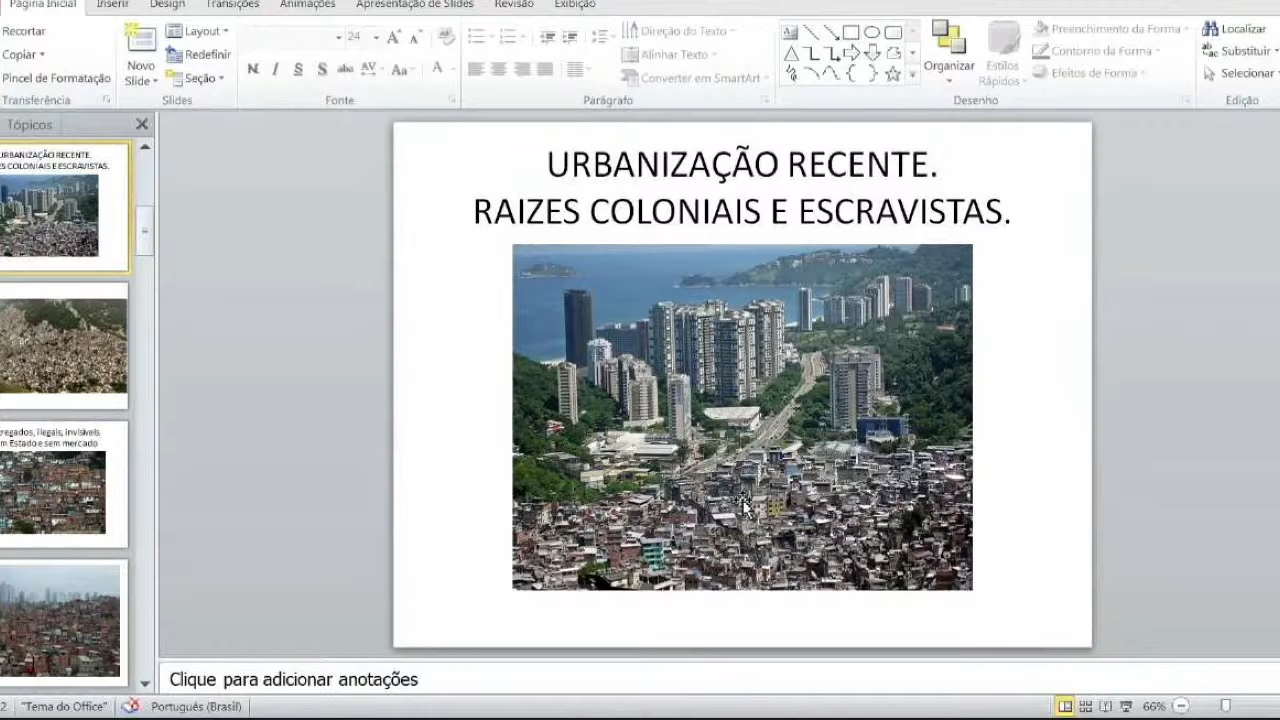 Página Inicial Inserir Design Transições Animações Apresentação de Slides Revisão Exibição
Recortar
Copiar
Pincel de Formatação
Transferência
Novo
Slide
Layout
Redefinir
Seção
Slides
24
N I S S abc AV Aa A
Fonte
Direção do Texto
Alinhar Texto
Converter em SmartArt
Parágrafo
Organizar
Estilos
Rápidos
Preenchimento da Forma
Contorno da Forma
Efeitos de Forma
Desenho
Localizar
Substituir
Selecionar
Edição
Tópicos
URBANIZAÇÃO RECENTE.
ES COLONIAIS E ESCRAVISTAS.
regados, ilegais, invisíveis
m Estado e sem mercado
URBANIZAÇÃO RECENTE.
RAIZES COLONIAIS E ESCRAVISTAS.
Clique para adicionar anotações
2 "Tema do Office" Português (Brasil) 66%